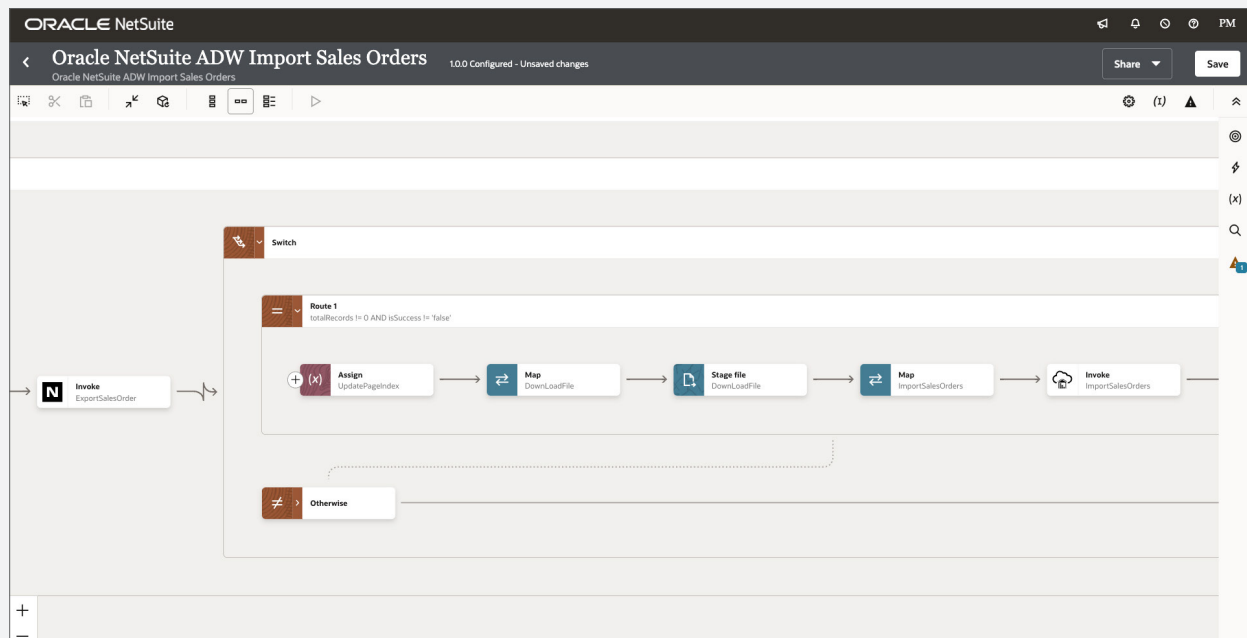 ORACLE NetSuite
PM
Oracle NetSuite ADW Import Sales Orders
1.0.0 Configured - Unsaved changes
Oracle NetSuite ADW Import Sales Orders
Share
Save
(I)
(x)
1
Switch
Route 1
totalRecords != 0 AND isSuccess != 'false'
N
Invoke
ExportSalesOrder
(x)
Assign
UpdatePageIndex
Map
DownLoadFile
Stage file
DownLoadFile
Map
ImportSalesOrders
Invoke
ImportSalesOrders
Otherwise